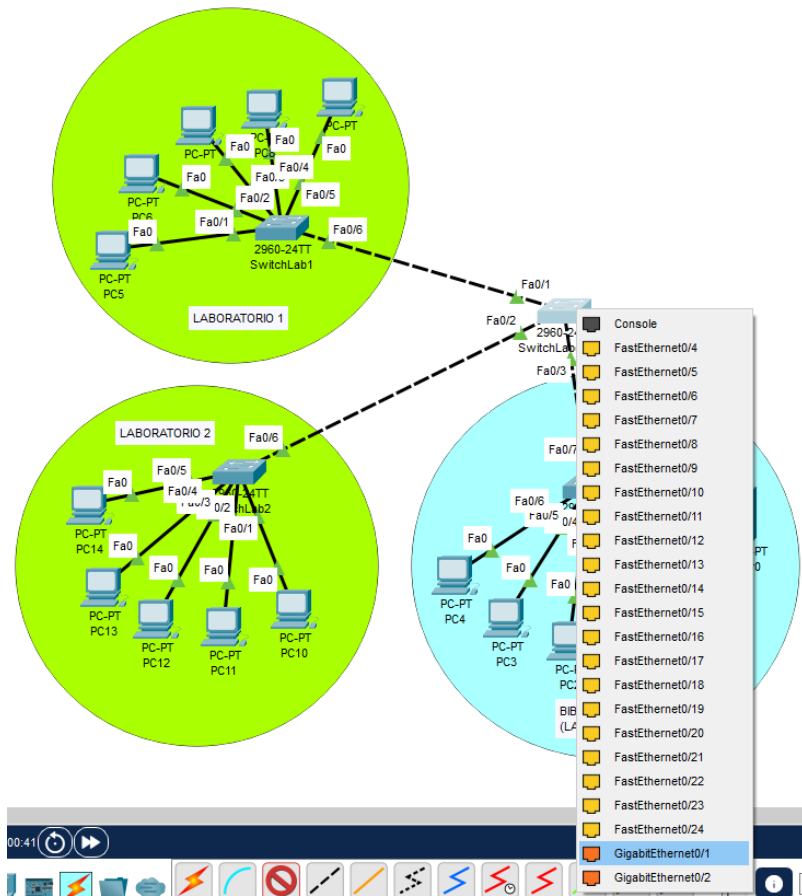 PC-PT
PC-PT
Fa0
Fa0
Fa0
Fa0/4
Fa0
PC-PT
Fa0/2
Fa0/5
Fa0
Fa0/1
Fa0/6
2960-24TT
SwitchLab1
PC-PT
PC5
LABORATORIO 1
Fa0/1
Fa0/2
Fa0/3
LABORATORIO 2
Fa0/6
Fa0/5
Fa0/4
Fa0
Fa0/1
PC-PT
PC14
Fa0
Fa0
Fa0
Fa0
PC-PT
PC13
PC-PT
PC12
PC-PT
PC11
PC-PT
PC10
Fa0/6
Fa0
Fa0
Fa0
PC-PT
PC4
PC-PT
PC3
Console
FastEthernet0/4
FastEthernet0/5
FastEthernet0/6
FastEthernet0/7
FastEthernet0/8
FastEthernet0/9
FastEthernet0/10
FastEthernet0/11
FastEthernet0/12
FastEthernet0/13
FastEthernet0/14
FastEthernet0/15
FastEthernet0/16
FastEthernet0/17
FastEthernet0/18
FastEthernet0/19
FastEthernet0/20
FastEthernet0/21
FastEthernet0/22
FastEthernet0/23
FastEthernet0/24
GigabitEthernet0/1
GigabitEthernet0/2
00:41